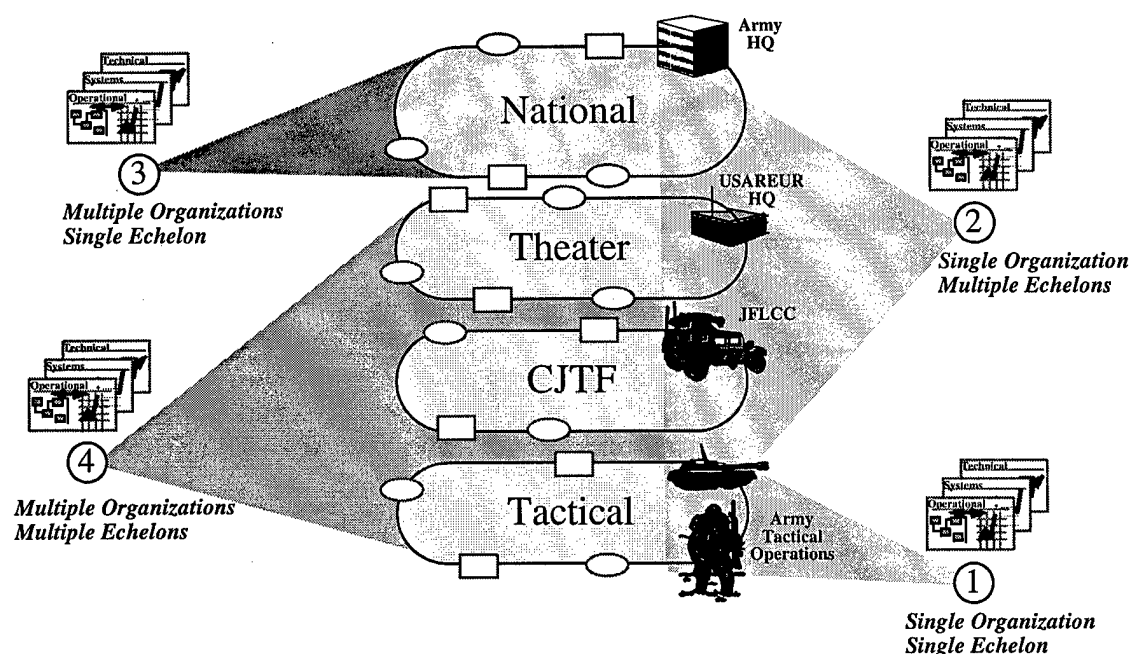 Army
HQ
Technical
Systems
Operational
National
3
Multiple Organizations
Single Echelon
Technical
Systems
Operational
2
Single Organization
Multiple Echelons
USAREUR
HQ
Theater
JFLCC
CJTF
Technical
Systems
Operational
4
Multiple Organizations
Multiple Echelons
Tactical
Army
Tactical
Operations
Technical
Systems
Operational
1
Single Organization
Single Echelon